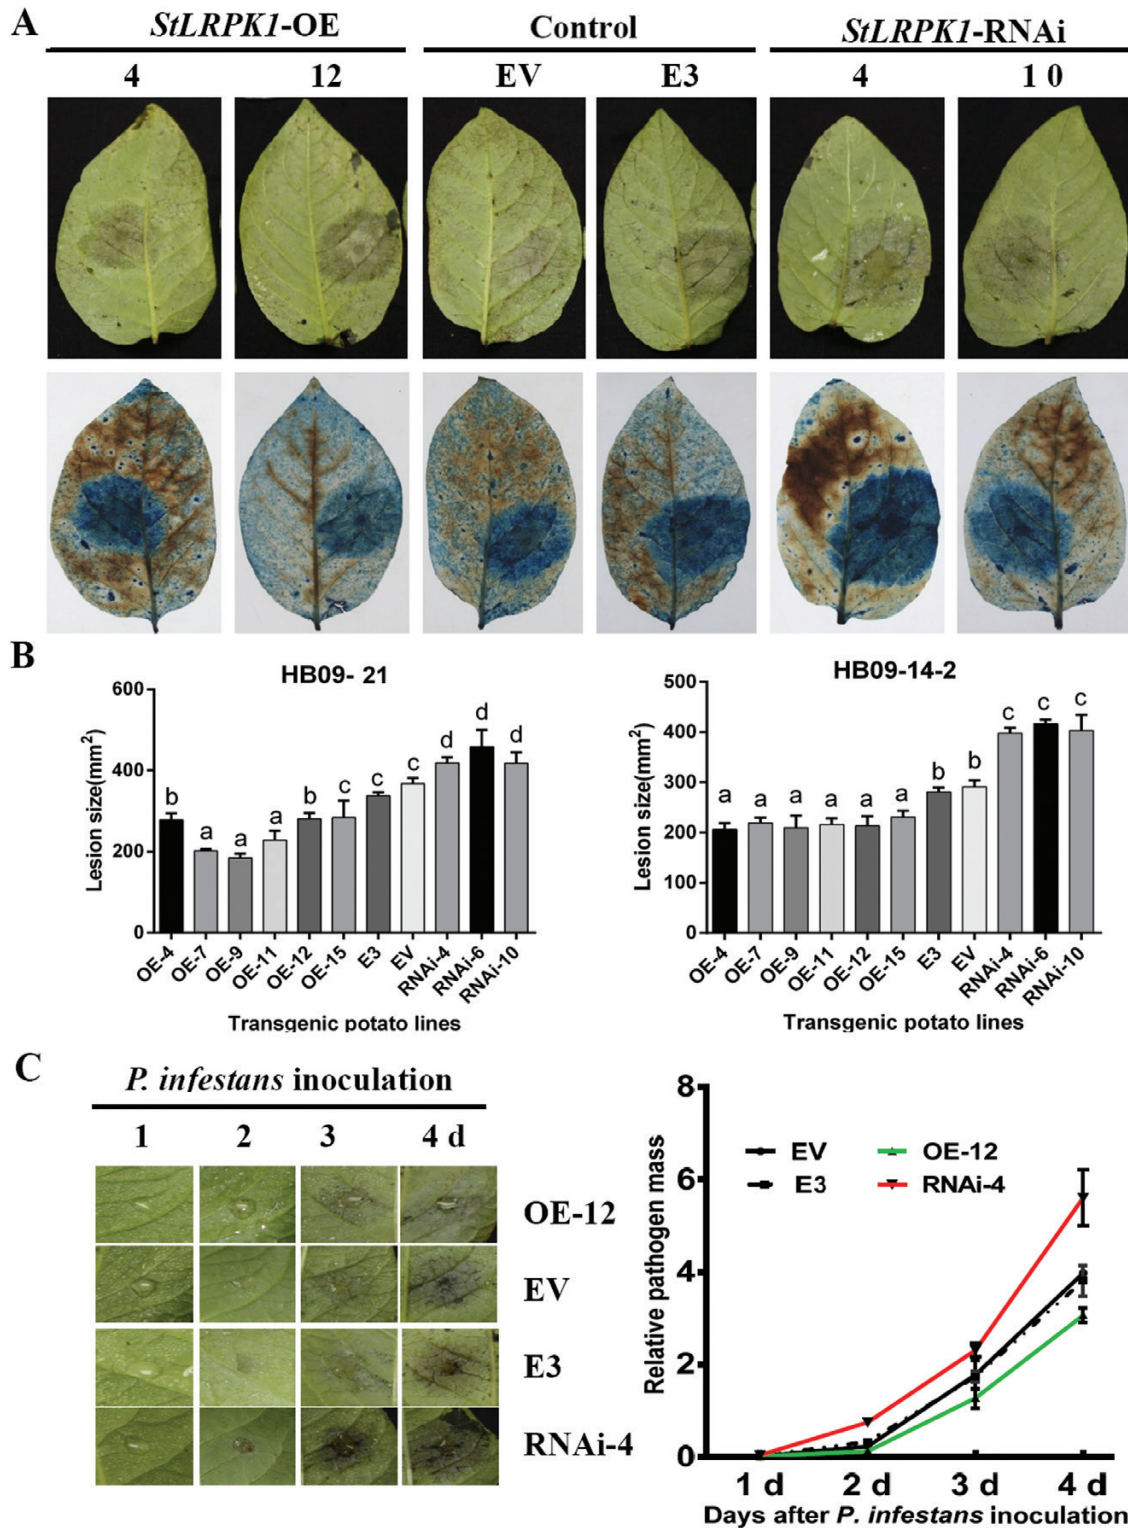 A
StLRPK1-OE Control StLRPK1-RNAi
4 12 EV E3 4 1 0
B
HB09- 21
Lesion size(mm2)
600
400
200
0
b a a a b c c c d d d
OE-4 OE-7 OE-9 OE-11 OE-12 OE-15 E3 EV RNAi-4 RNAi-6 RNAi-10
Transgenic potato lines
HB09-14-2
Lesion size(mm2)
500
400
300
200
100
0
a a a a a a b b c c c
OE-4 OE-7 OE-9 OE-11 OE-12 OE-15 E3 EV RNAi-4 RNAi-6 RNAi-10
Transgenic potato lines
C
P. infestans inoculation
1 2 3 4 d
OE-12
EV
E3
RNAi-4
Relative pathogen mass
8
6
4
2
0
EV OE-12
E3 RNAi-4
1 d 2 d 3 d 4 d
Days after P. infestans inoculation